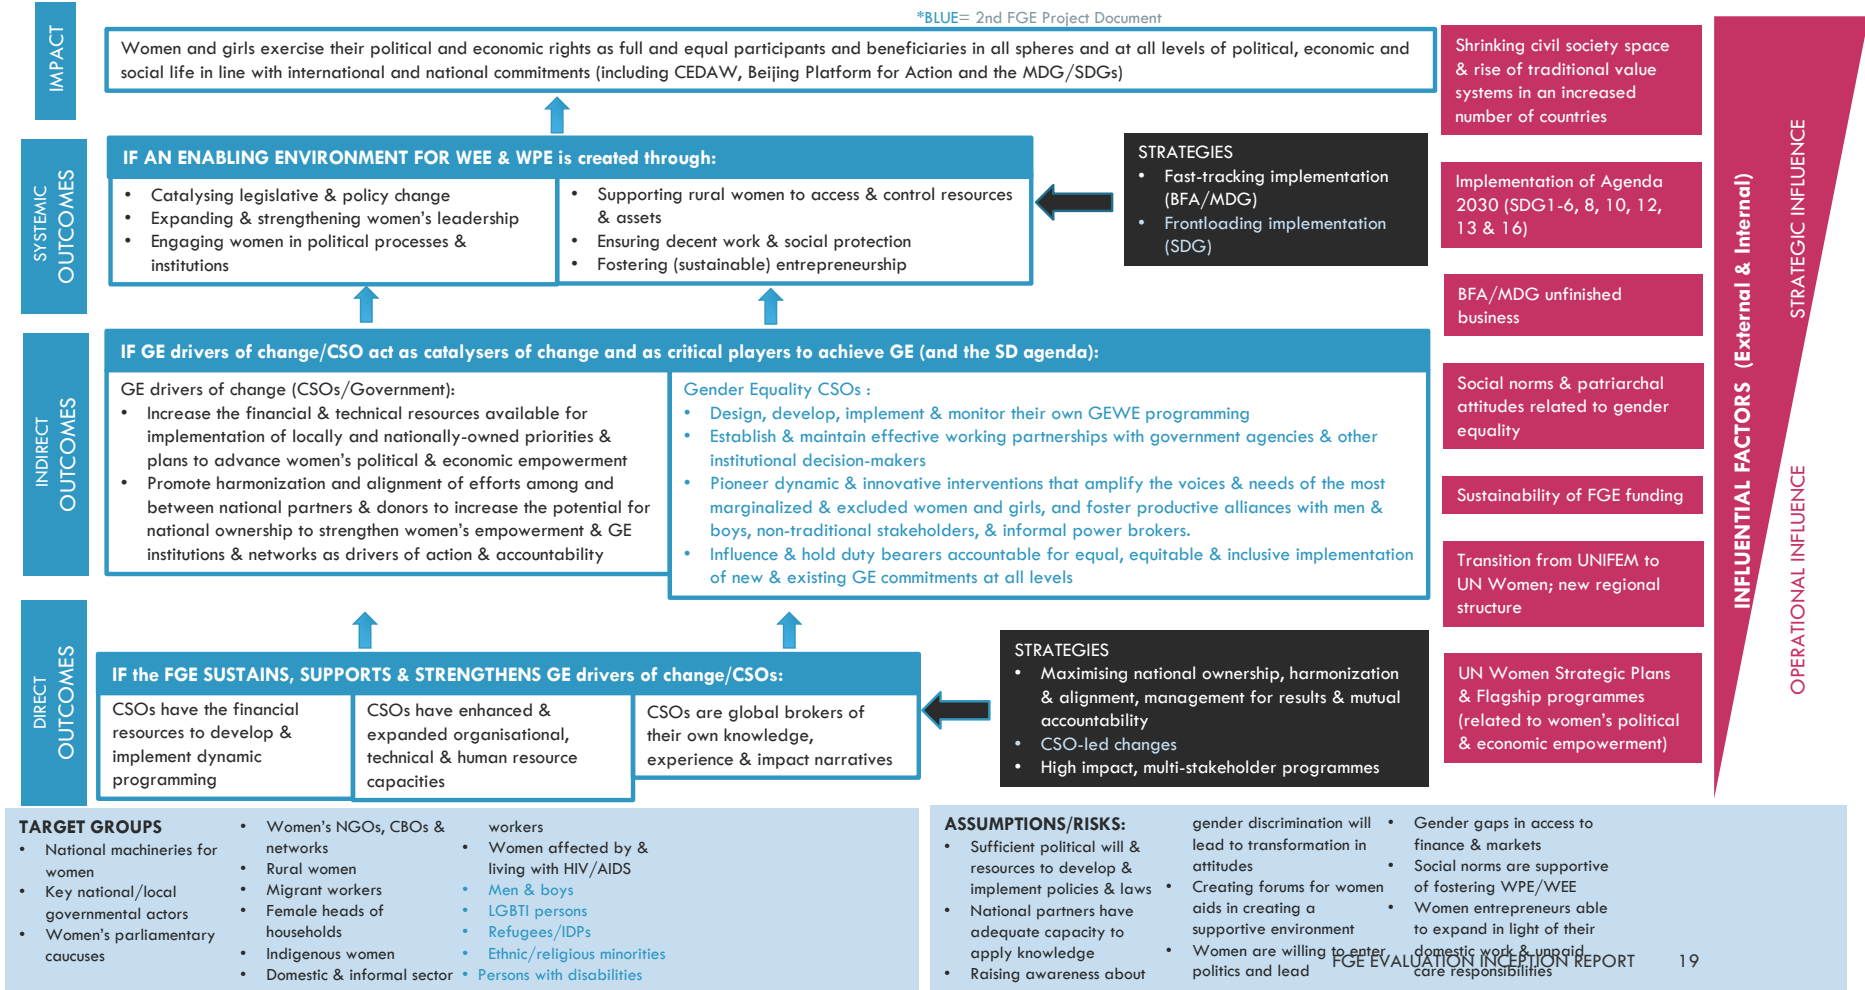 *BLUE= 2nd FGE Project Document
IMPACT
Women and girls exercise their political and economic rights as full and equal participants and beneficiaries in all spheres and at all levels of political, economic and
social life in line with international and national commitments (including CEDAW, Beijing Platform for Action and the MDG/SDGs)
SYSTEMIC
OUTCOMES
IF AN ENABLING ENVIRONMENT FOR WEE & WPE is created through:
• Catalysing legislative & policy change
• Expanding & strengthening women's leadership
• Engaging women in political processes &
institutions
• Supporting rural women to access & control resources
& assets
• Ensuring decent work & social protection
• Fostering (sustainable) entrepreneurship
STRATEGIES
• Fast-tracking implementation
(BFA/MDG)
• Frontloading implementation
(SDG)
INDIRECT
OUTCOMES
IF GE drivers of change/CSO act as catalysers of change and as critical players to achieve GE (and the SD agenda):
GE drivers of change (CSOs/Government):
• Increase the financial & technical resources available for
implementation of locally and nationally-owned priorities &
plans to advance women's political & economic empowerment
• Promote harmonization and alignment of efforts among and
between national partners & donors to increase the potential for
national ownership to strengthen women's empowerment & GE
institutions & networks as drivers of action & accountability
Gender Equality CSOs :
• Design, develop, implement & monitor their own GEWE programming
• Establish & maintain effective working partnerships with government agencies & other
institutional decision-makers
• Pioneer dynamic & innovative interventions that amplify the voices & needs of the most
marginalized & excluded women and girls, and foster productive alliances with men &
boys, non-traditional stakeholders, & informal power brokers.
• Influence & hold duty bearers accountable for equal, equitable & inclusive implementation
of new & existing GE commitments at all levels
DIRECT
OUTCOMES
IF the FGE SUSTAINS, SUPPORTS & STRENGTHENS GE drivers of change/CSOs:
CSOs have the financial
resources to develop &
implement dynamic
programming
CSOs have enhanced &
expanded organisational,
technical & human resource
capacities
CSOs are global brokers of
their own knowledge,
experience & impact narratives
STRATEGIES
• Maximising national ownership, harmonization
& alignment, management for results & mutual
accountability
• CSO-led changes
• High impact, multi-stakeholder programmes
Shrinking civil society space
& rise of traditional value
systems in an increased
number of countries
Implementation of Agenda
2030 (SDG1-6, 8, 10, 12,
13 & 16)
BFA/MDG unfinished
business
Social norms & patriarchal
attitudes related to gender
equality
Sustainability of FGE funding
Transition from UNIFEM to
UN Women; new regional
structure
UN Women Strategic Plans
& Flagship programmes
(related to women's political
& economic empowerment)
INFLUENTIAL FACTORS (External & Internal)
STRATEGIC INFLUENCE
OPERATIONAL INFLUENCE
TARGET GROUPS
• National machineries for
women
• Key national/local
governmental actors
• Women's parliamentary
caucuses
• Women's NGOs, CBOs &
networks
• Rural women
• Migrant workers
• Female heads of
households
• Indigenous women
• Domestic & informal sector
workers
• Women affected by &
living with HIV/AIDS
• Men & boys
• LGBTI persons
• Refugees/IDPs
• Ethnic/religious minorities
• Persons with disabilities
ASSUMPTIONS/RISKS:
• Sufficient political will &
resources to develop &
implement policies & laws
• National partners have
adequate capacity to
apply knowledge
• Raising awareness about
gender discrimination will
lead to transformation in
attitudes
• Creating forums for women
aids in creating a
supportive environment
• Women are willing to enter
politics and lead
• Gender gaps in access to
finance & markets
• Social norms are supportive
of fostering WPE/WEE
• Women entrepreneurs able
to expand in light of their
domestic work & unpaid
care responsibilities
FGE EVALUATION INCEPTION REPORT 19